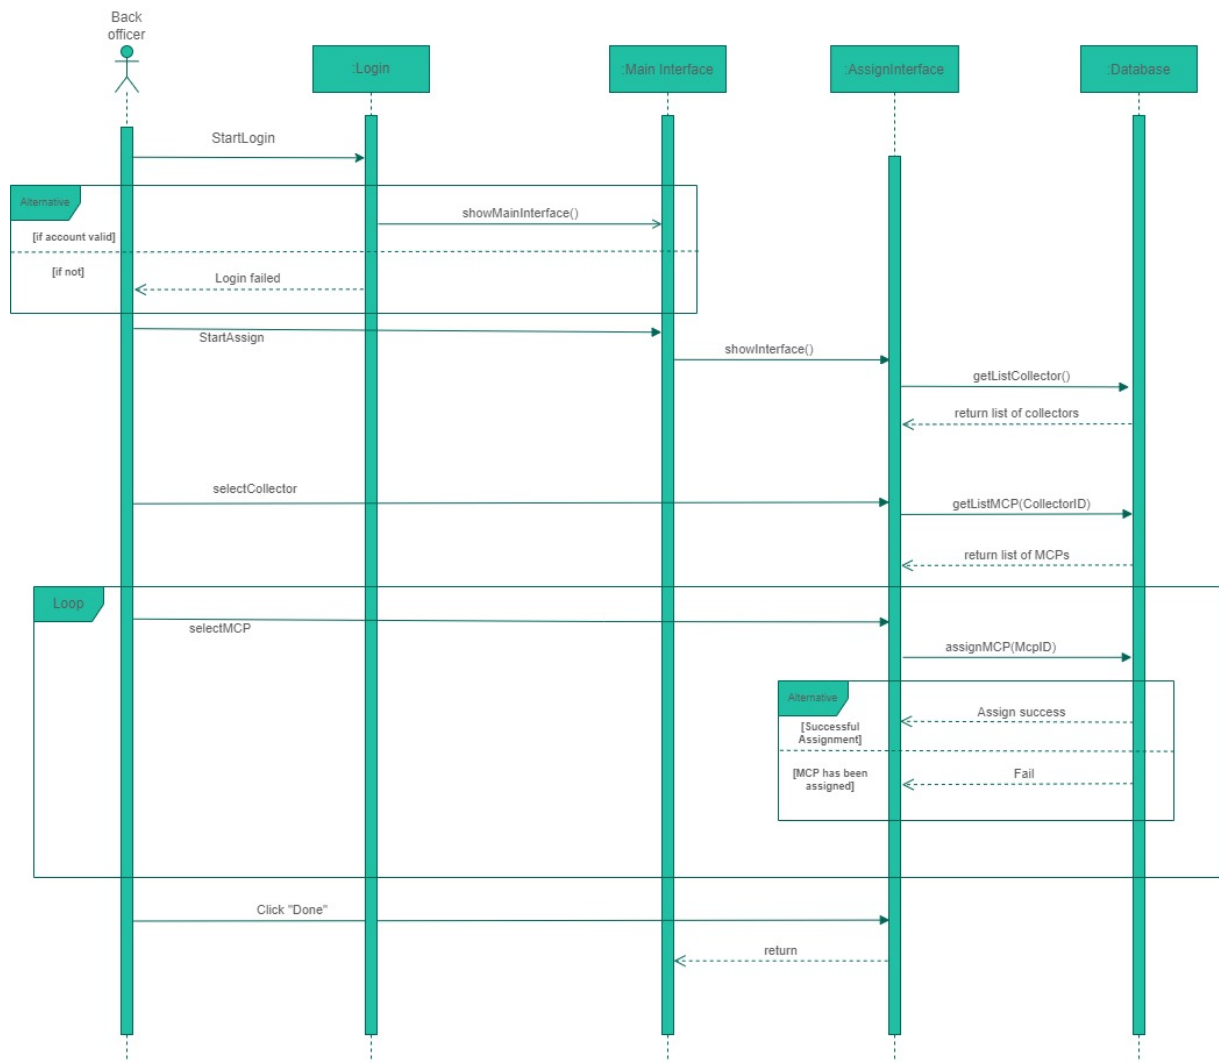 Back
officer
:Login
:Main Interface
:AssignInterface
:Database
StartLogin
Alternative
showMainInterface()
[if account valid]
[if not]
Login failed
StartAssign
showInterface()
getListCollector()
return list of collectors
selectCollector
getListMCP(CollectorID)
return list of MCPs
Loop
selectMCP
assignMCP(McpID)
Alternative
Assign success
[Successful
Assignment]
[MCP has been
assigned]
Fail
Click "Done"
return